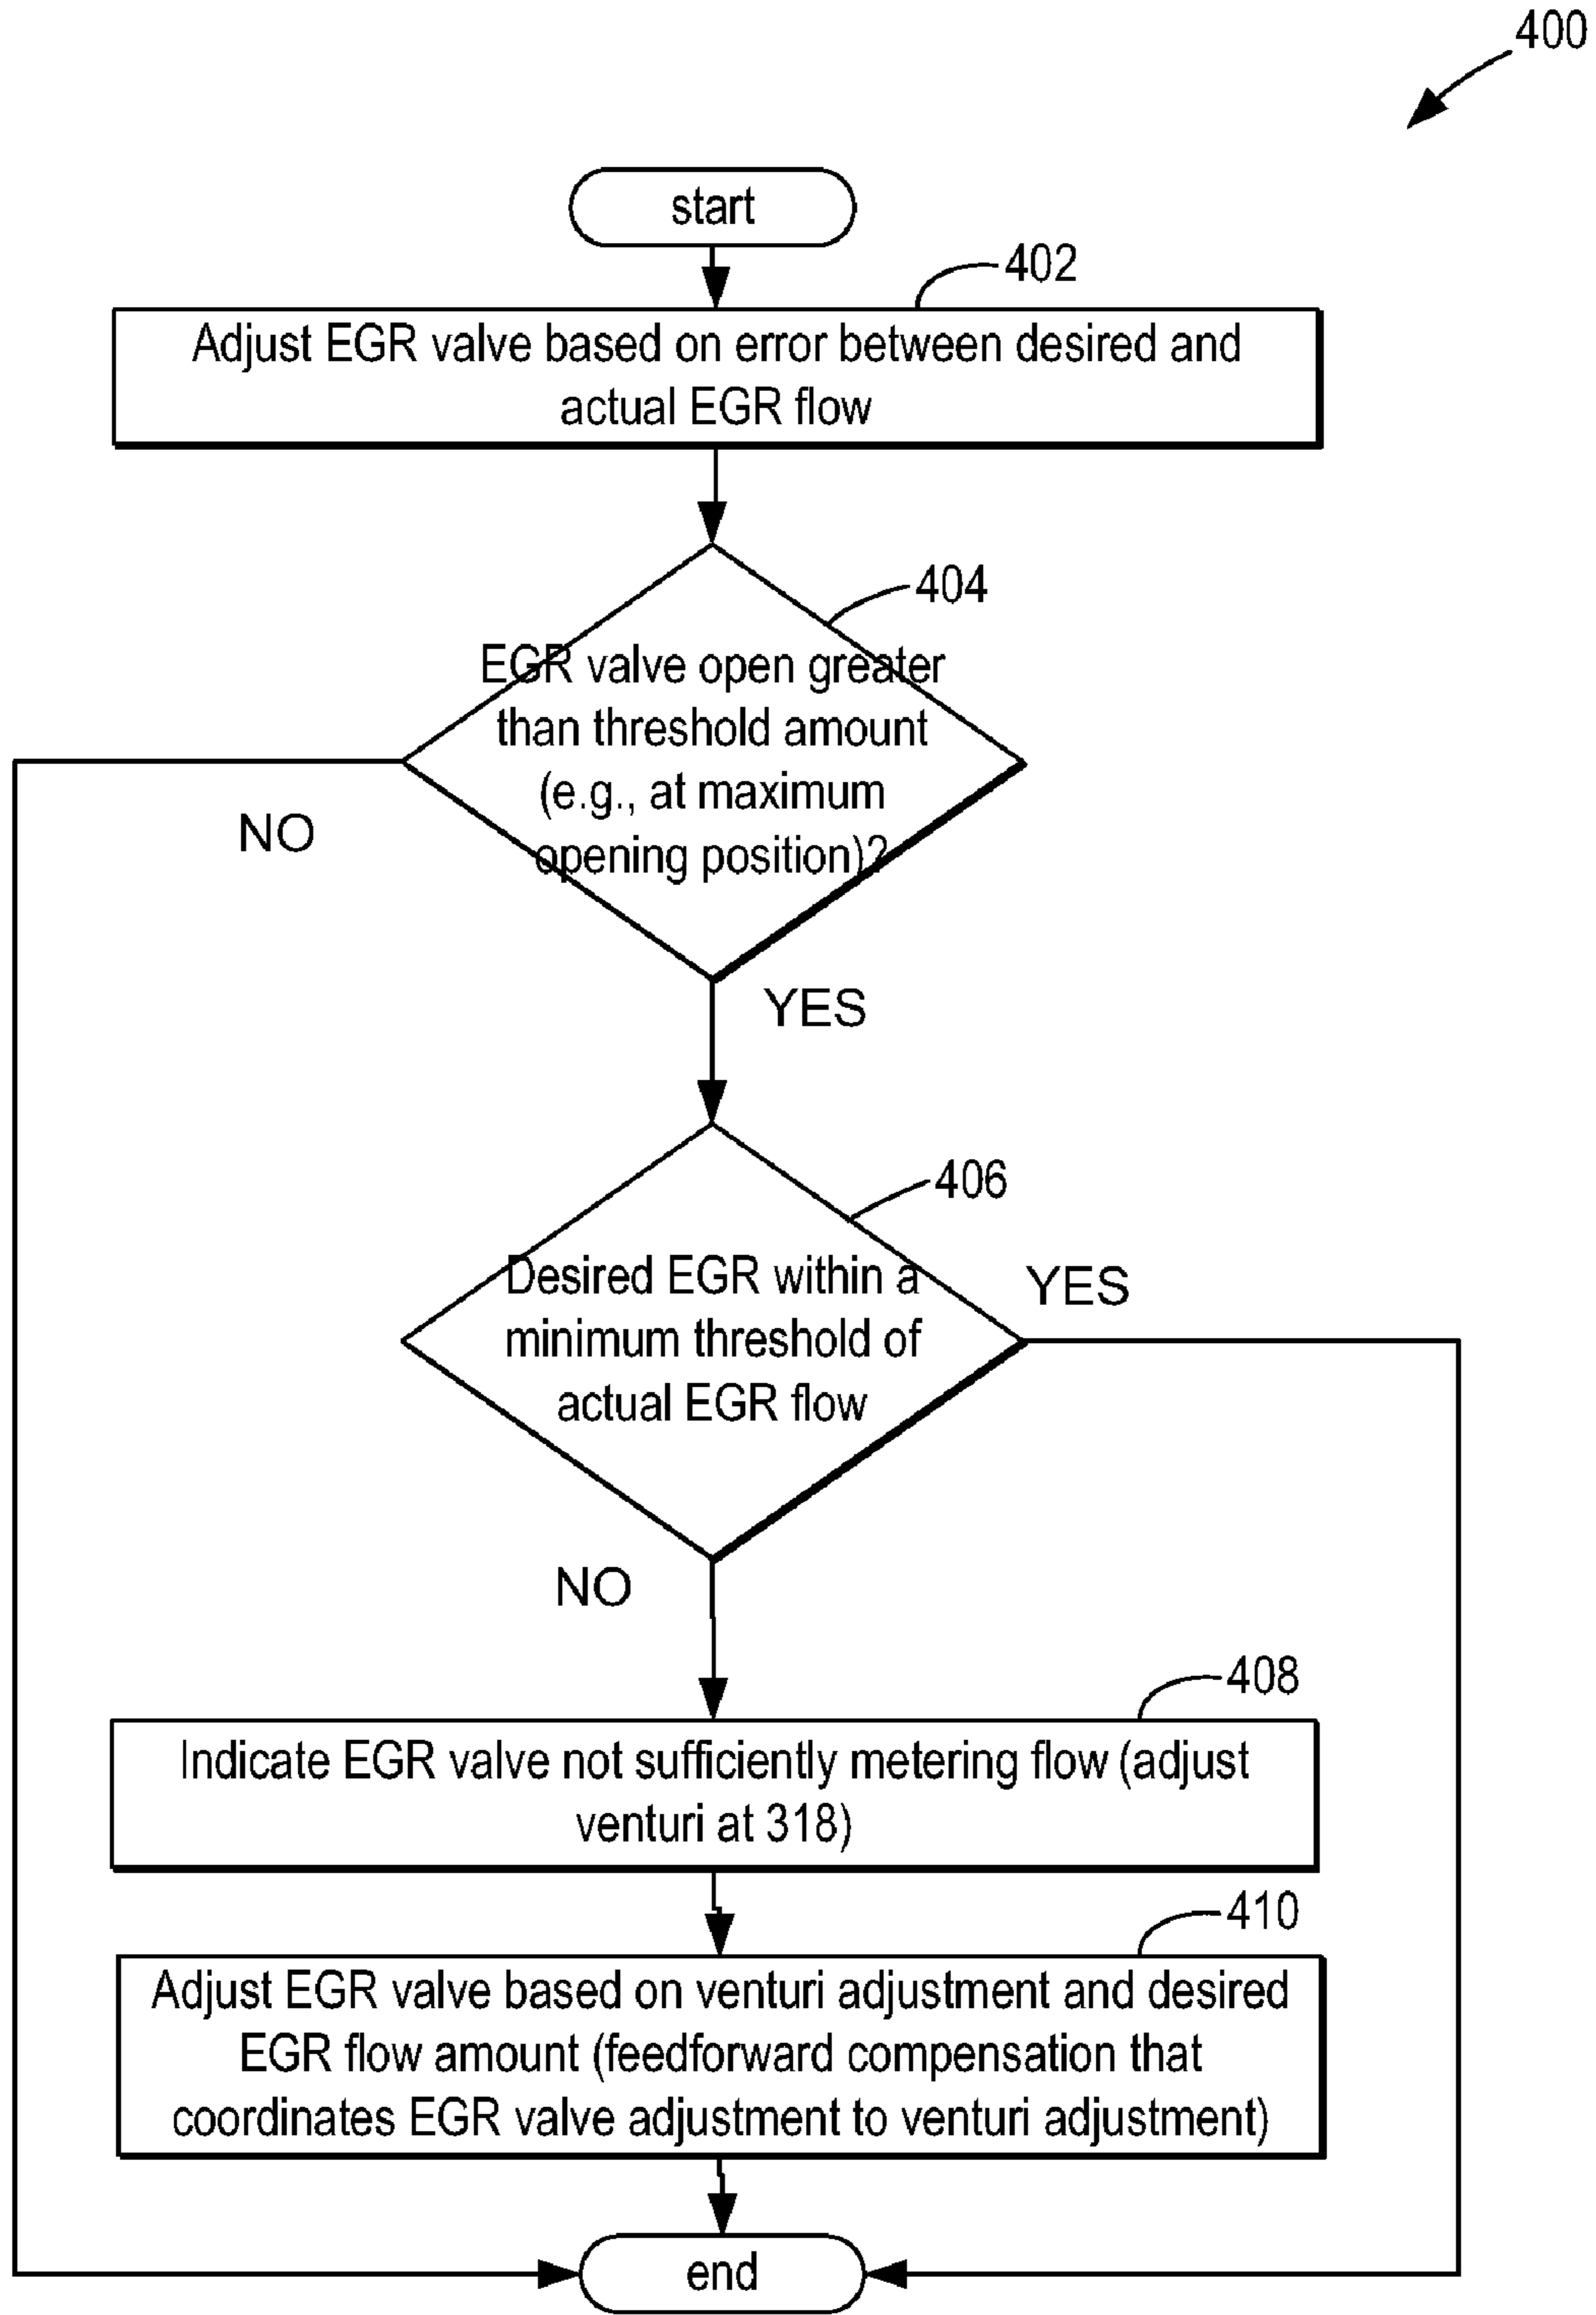 400
start
402
Adjust EGR valve based on error between desired and
actual EGR flow
404
EGR valve open greater
than threshold amount
(e.g., at maximum
opening position)?
NO
YES
406
Desired EGR within a
minimum threshold of
actual EGR flow
YES
NO
408
Indicate EGR valve not sufficiently metering flow (adjust
venturi at 318)
410
Adjust EGR valve based on venturi adjustment and desired
EGR flow amount (feedforward compensation that
coordinates EGR valve adjustment to venturi adjustment)
end